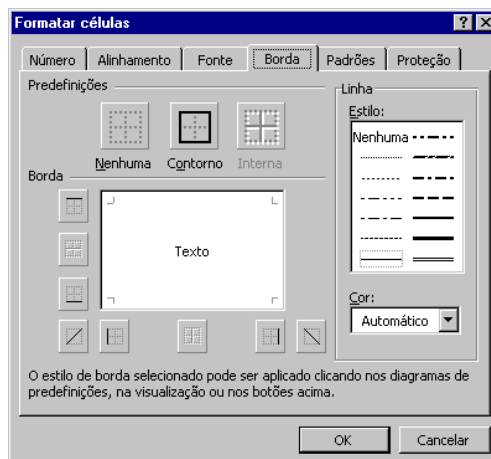 Formatar células
Número Alinhamento Fonte Borda Padrões Proteção
Predefinições
Nenhuma Contorno Interna
Borda
Texto
Linha
Estilo:
Nenhuma
Cor:
Automático
O estilo de borda selecionado pode ser aplicado clicando nos diagramas de
predefinições, na visualização ou nos botões acima.
OK Cancelar